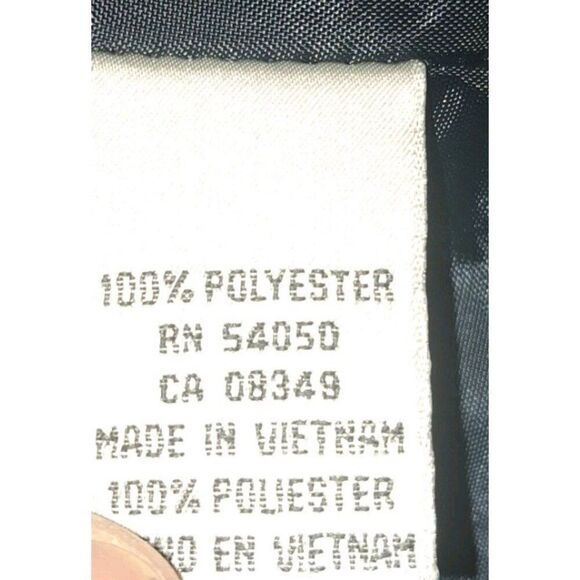 100% POLYESTER
RN 54050
CA 08349
MADE IN VIETNAM
100% POLIESTER
EN VIETNAM